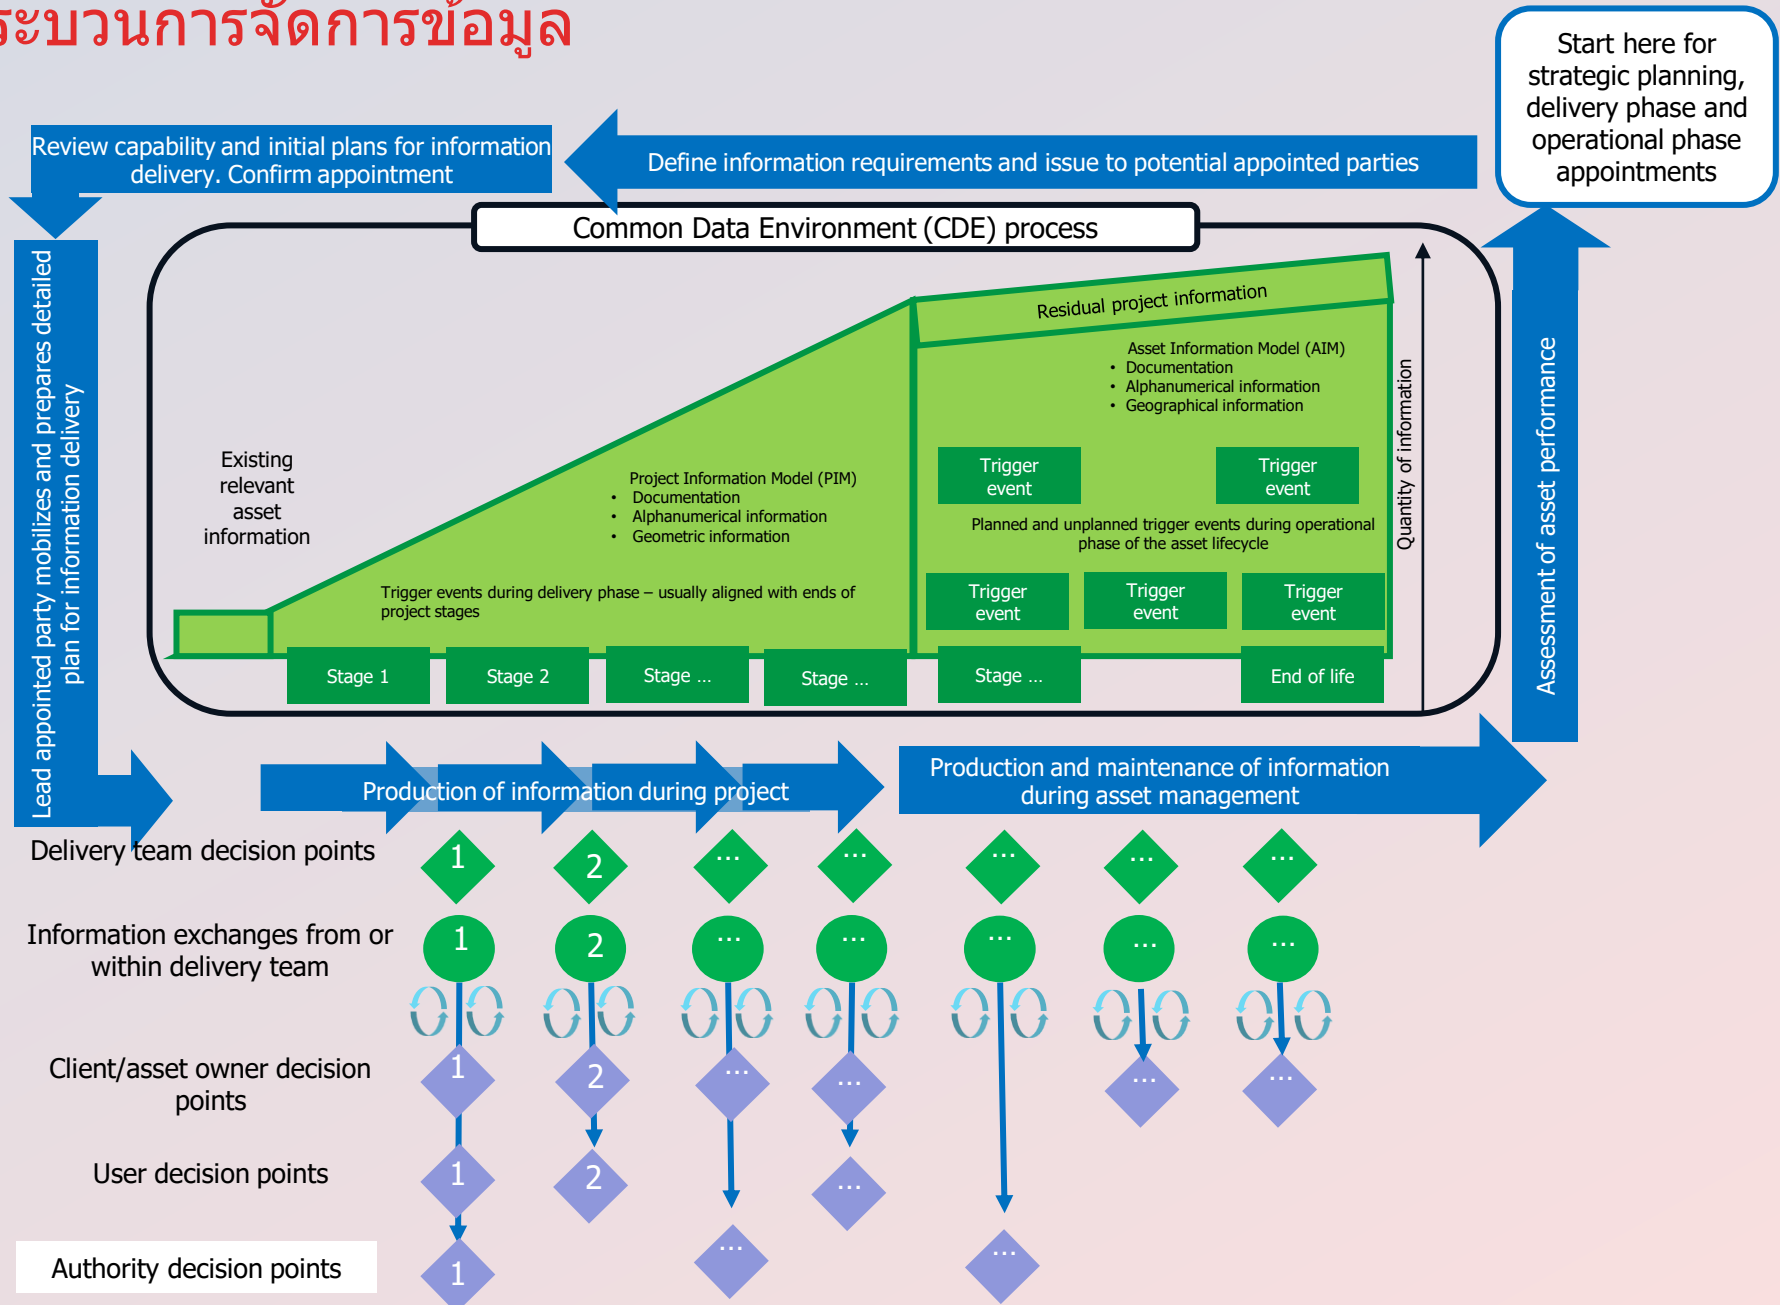 ระบวนการจัดการข้อมูล
Start here for
strategic planning,
delivery phase and
operational phase
appointments
Review capability and initial plans for information
delivery. Confirm appointment
Define information requirements and issue to potential appointed parties
Common Data Environment (CDE) process
Lead appointed party mobilizes and prepares detailed
plan for information delivery
Existing
relevant
asset
information
Residual project information
Asset Information Model (AIM)
• Documentation
• Alphanumerical information
• Geographical information
Project Information Model (PIM)
• Documentation
• Alphanumerical information
• Geometric information
Trigger
event
Trigger
event
Planned and unplanned trigger events during operational
phase of the asset lifecycle
Trigger events during delivery phase – usually aligned with ends of
project stages
Trigger
event
Trigger
event
Trigger
event
Stage 1
Stage 2
Stage ...
Stage ...
Stage ...
End of life
Quantity of information
Assessment of asset performance
Production of information during project
Production and maintenance of information
during asset management
Delivery team decision points
1
2
...
...
...
...
...
Information exchanges from or
within delivery team
1
2
...
...
...
...
...
Client/asset owner decision
points
1
2
...
...
...
...
User decision points
1
2
...
Authority decision points
1
...
...